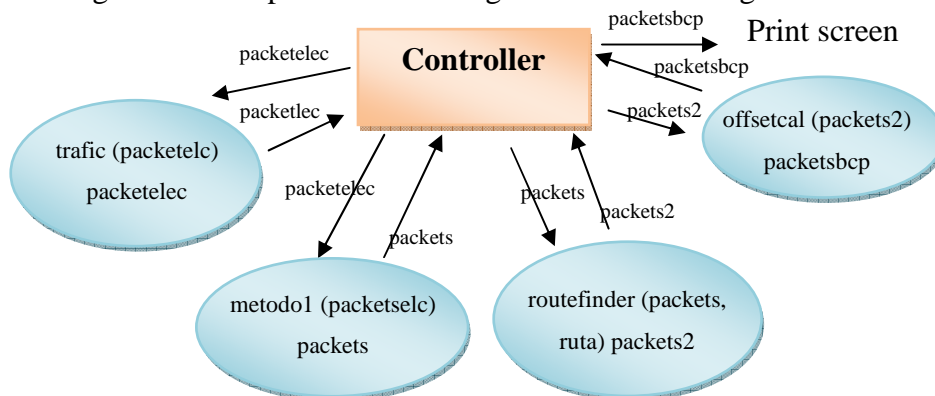 packetsbcp
Print screen
packetelec
Controller
packetsbcp
packetlec
packets2
offsetcal (packets2)
packetsbcp
trafic (packetelc)
packetelec
packetelec
packets
packets
packets2
metodo1 (packetselc)
packets
routefinder (packets,
ruta) packets2